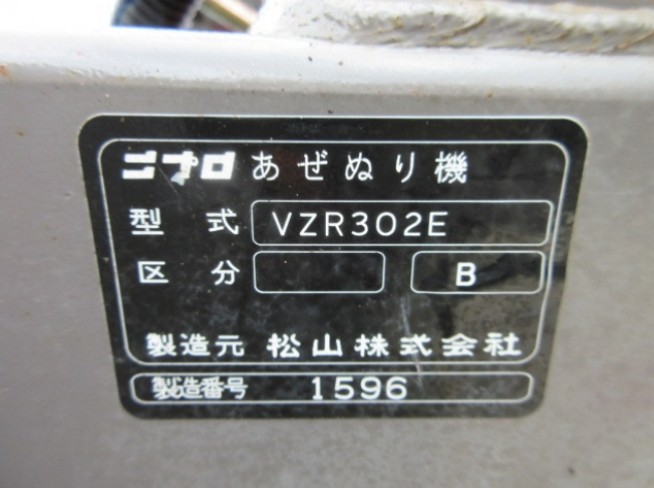 ニプロ あぜぬり機
型式 VZR302E
区分 B
製造元 松山株式会社
製造番号 1596